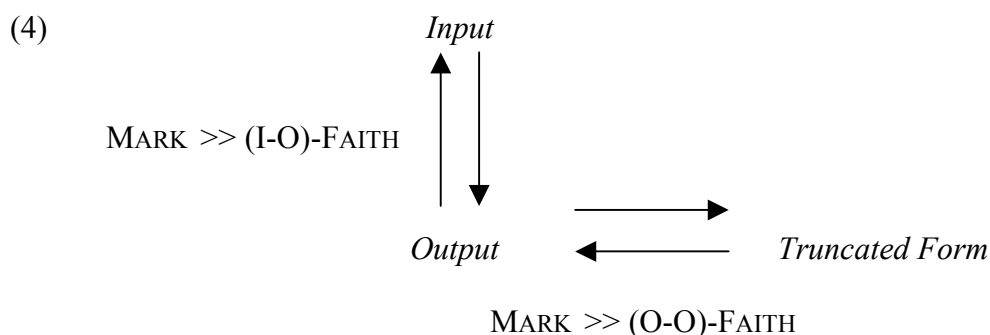 (4) Input
MARK >> (I-O)-FAITH
Output Truncated Form
MARK >> (O-O)-FAITH